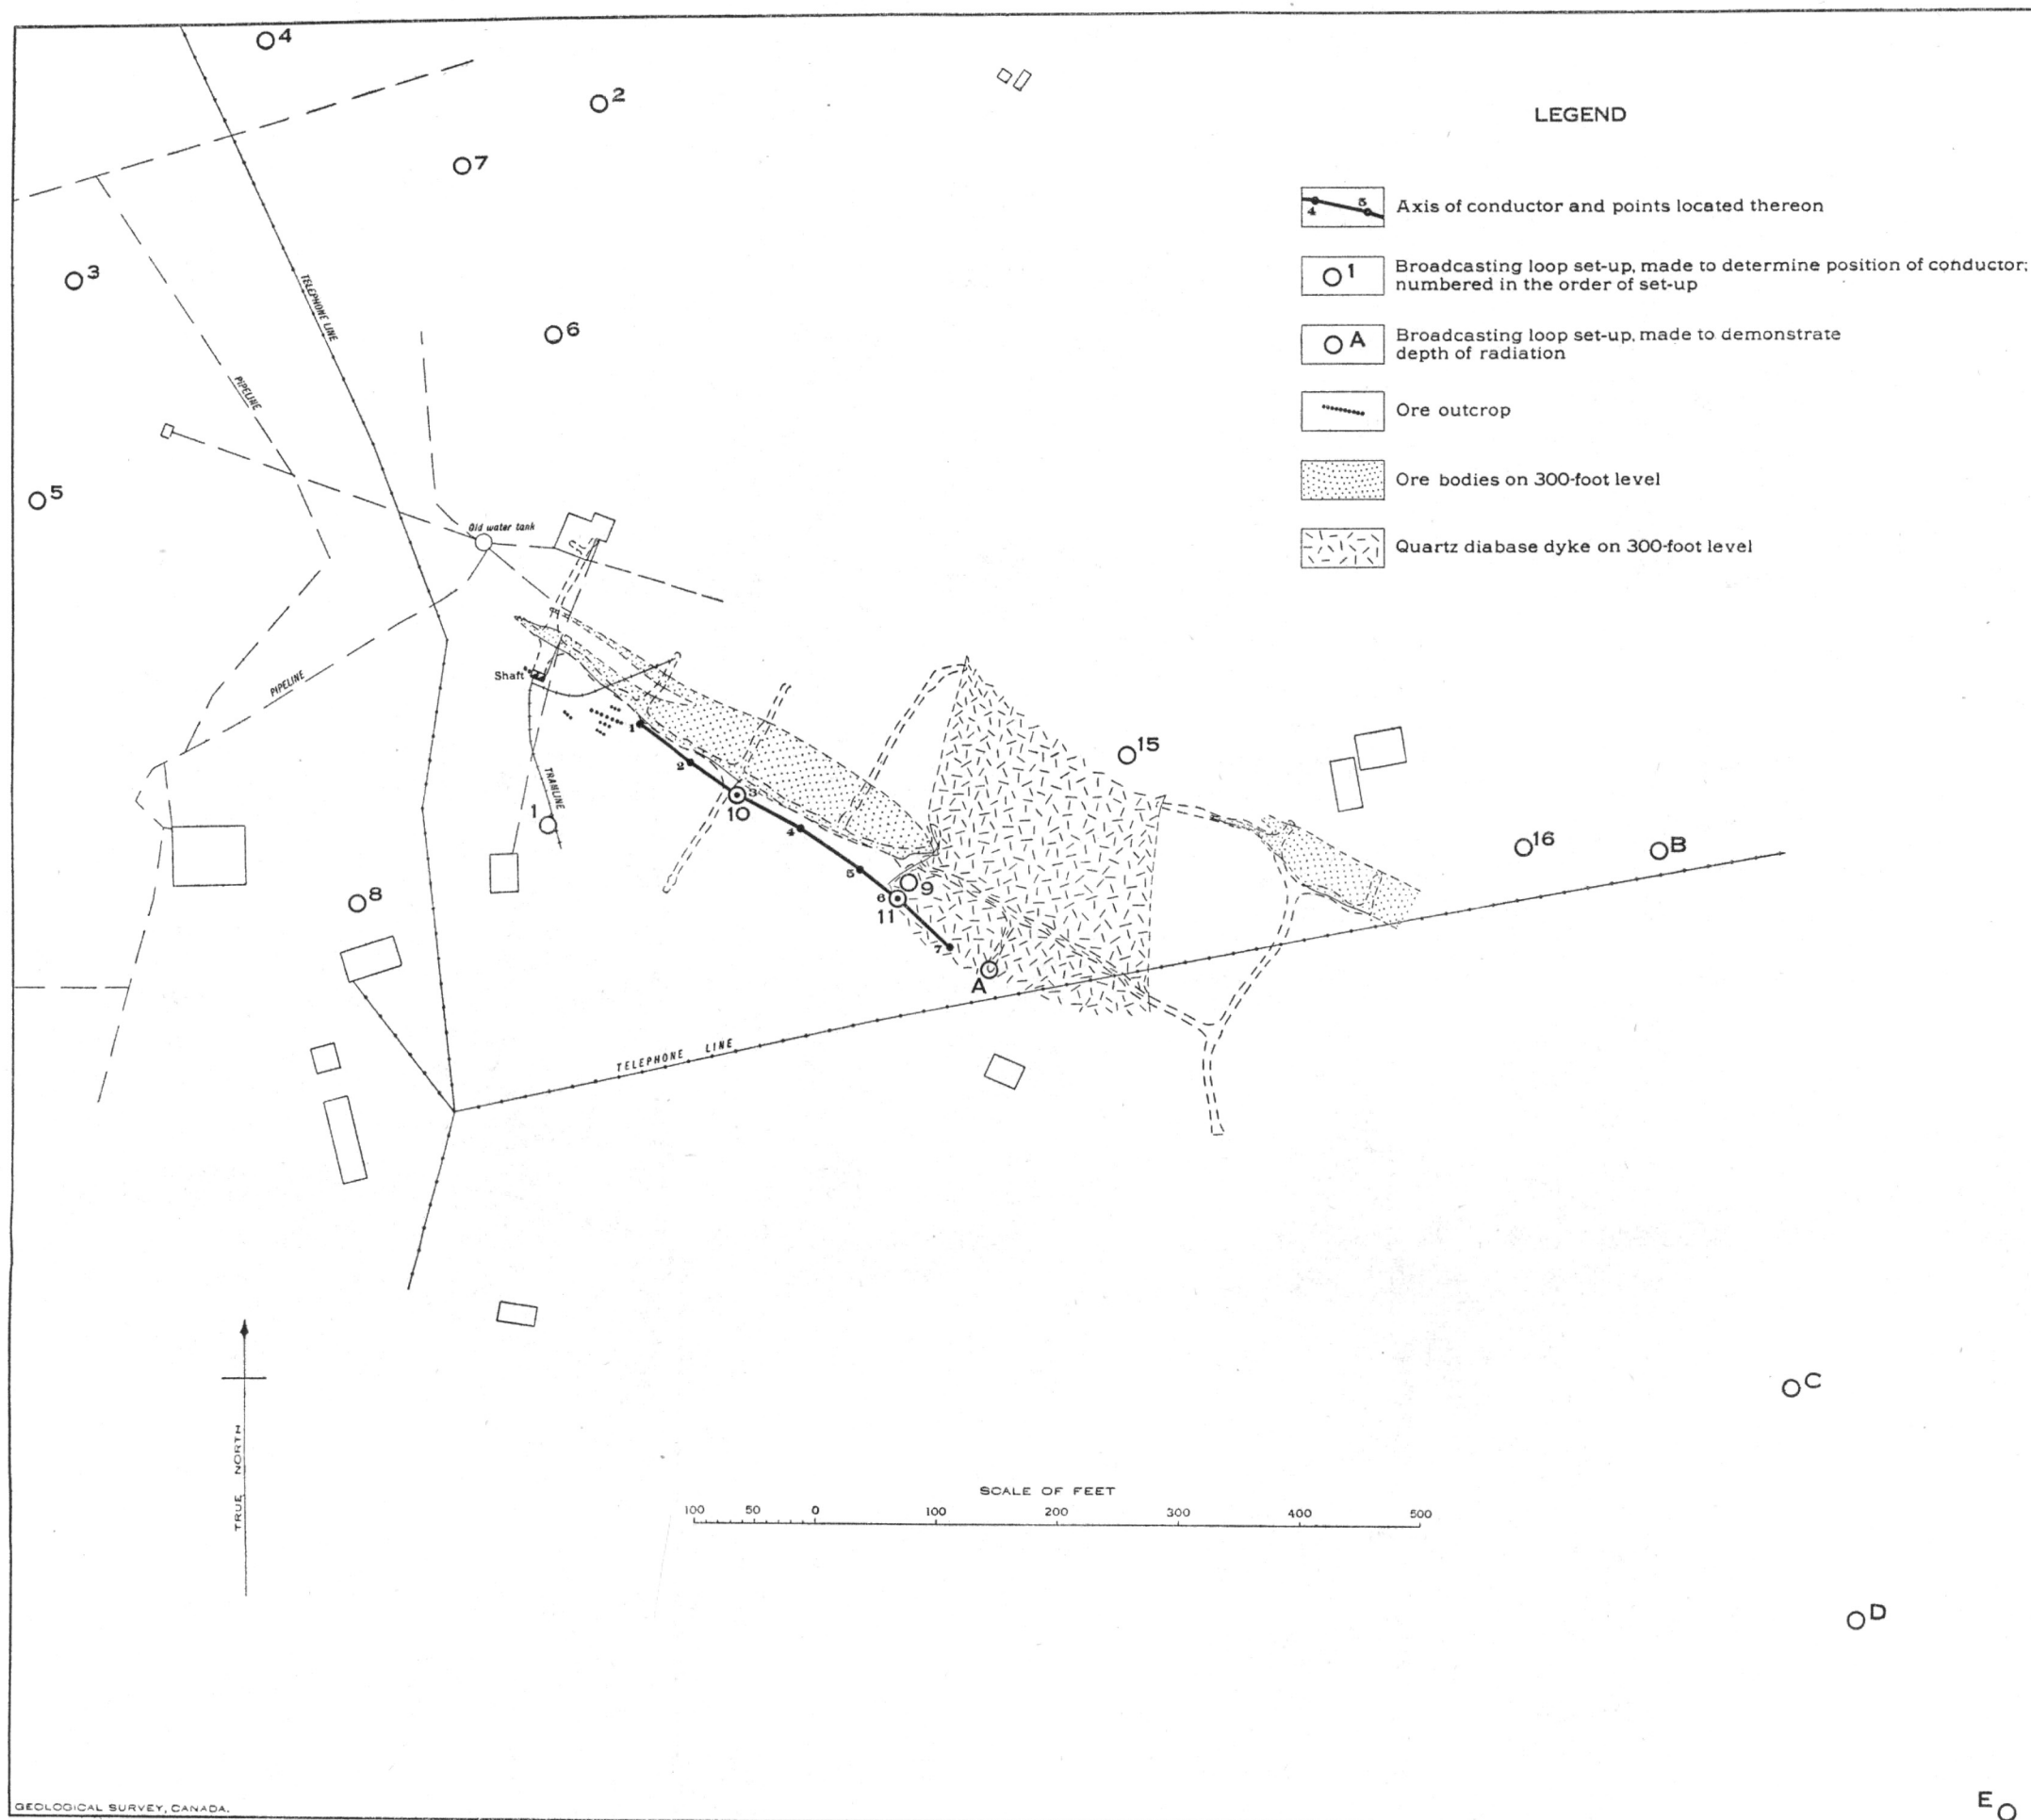 4
2
7
3
6
5
LEGEND
4 5 Axis of conductor and points located thereon
1 Broadcasting loop set-up, made to determine position of conductor;
numbered in the order of set-up
A Broadcasting loop set-up, made to demonstrate
depth of radiation
Ore outcrop
Ore bodies on 300-foot level
Quartz diabase dyke on 300-foot level
TELEPHONE LINE
PIPELINE
Old water tank
PIPELINE
Shaft
TRAMLINE
1
2
3
4
5
6
7
1
10
8
9
11
A
15
16
B
TELEPHONE LINE
C
D
E
TRUE NORTH
SCALE OF FEET
100 50 0 100 200 300 400 500
GEOLOGICAL SURVEY, CANADA.